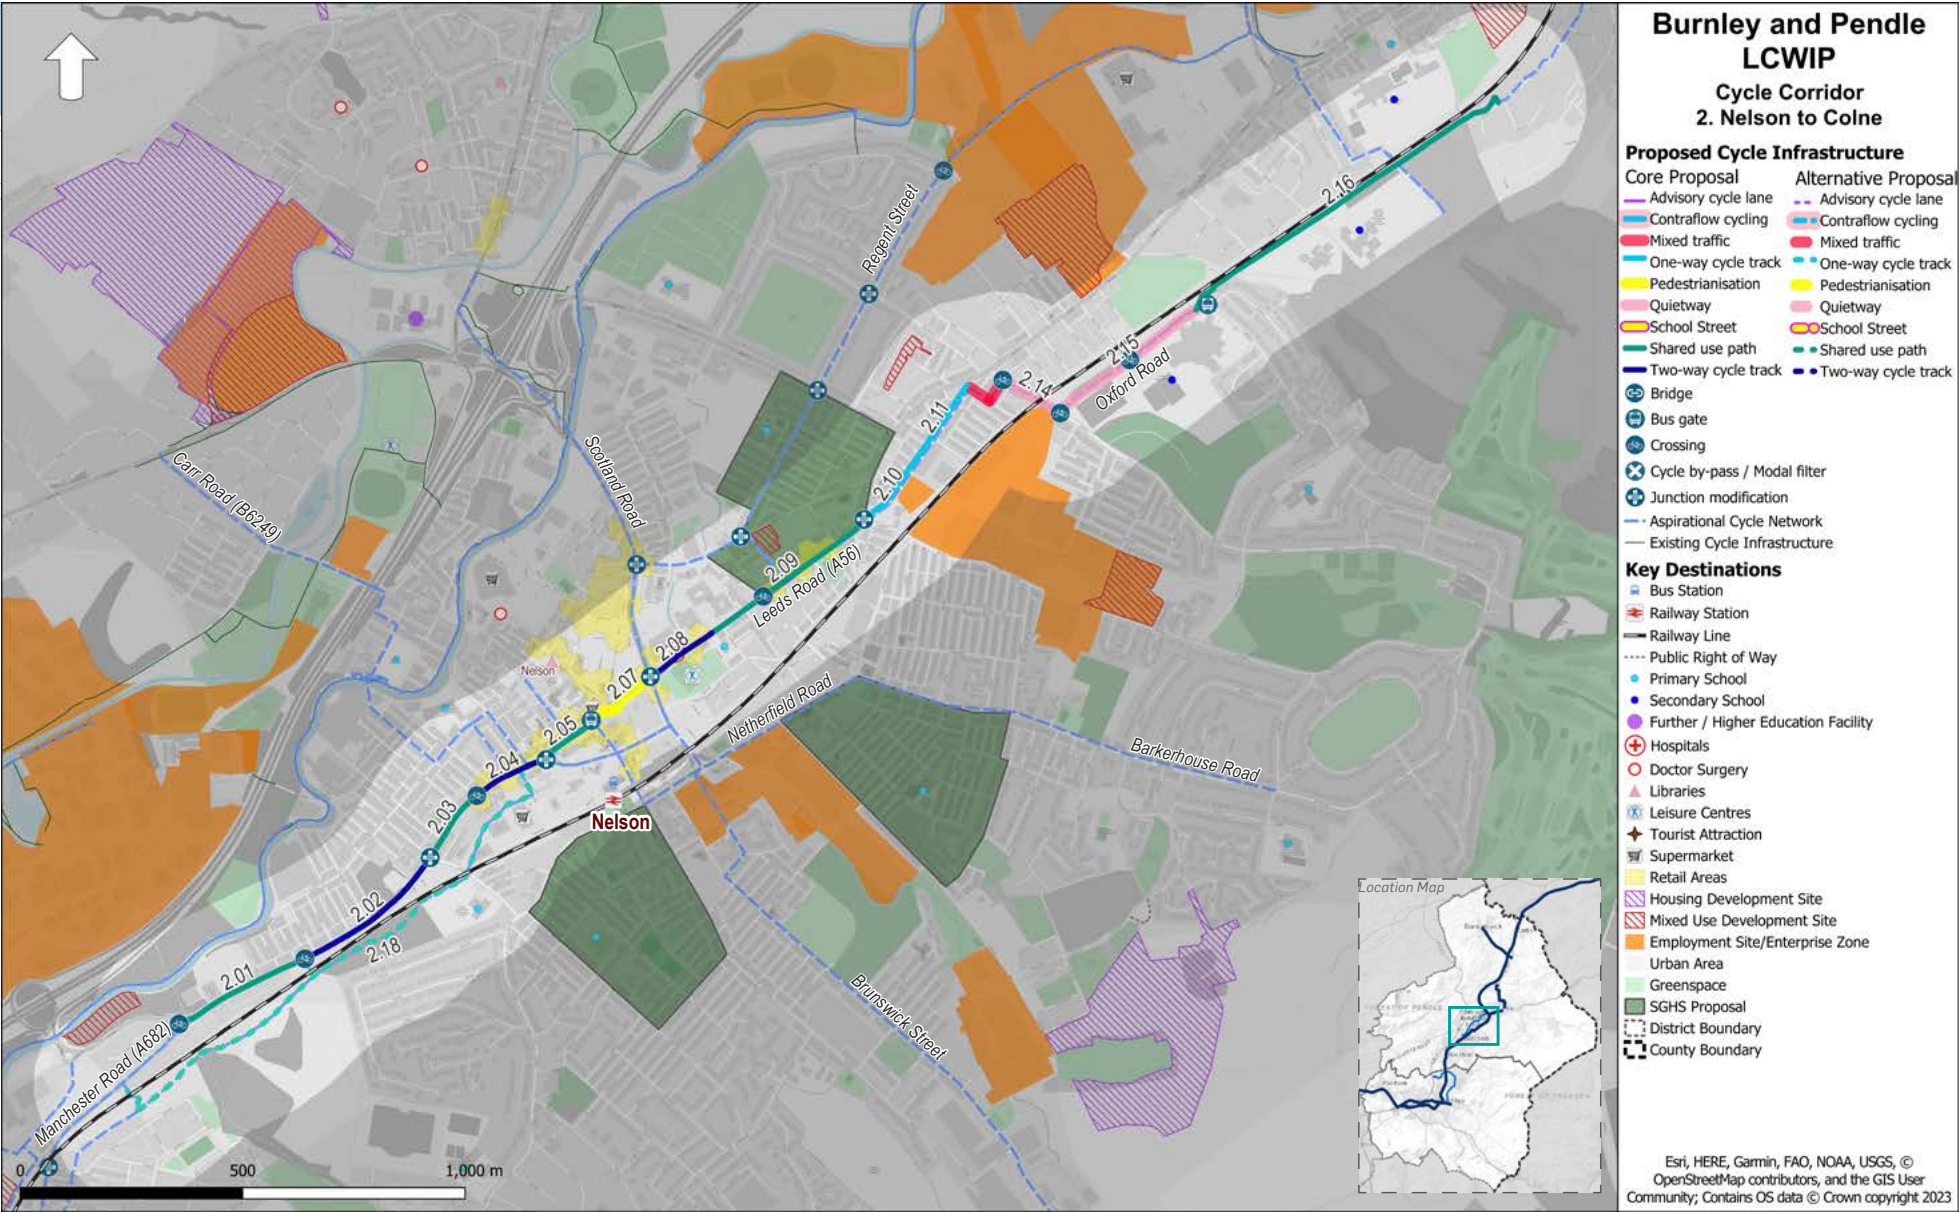 Burnley and Pendle
LCWIP
Cycle Corridor
2. Nelson to Colne
Proposed Cycle Infrastructure
Core Proposal
Advisory cycle lane
Contraflow cycling
Mixed traffic
One-way cycle track
Pedestrianisation
Quietway
School Street
Shared use path
Two-way cycle track
Alternative Proposal
Advisory cycle lane
Contraflow cycling
Mixed traffic
One-way cycle track
Pedestrianisation
Quietway
School Street
Shared use path
Two-way cycle track
Bridge
Bus gate
Crossing
Cycle by-pass / Modal filter
Junction modification
Aspirational Cycle Network
Existing Cycle Infrastructure
Key Destinations
Bus Station
Railway Station
Railway Line
Public Right of Way
Primary School
Secondary School
Further / Higher Education Facility
Hospitals
Doctor Surgery
Libraries
Leisure Centres
Tourist Attraction
Supermarket
Retail Areas
Housing Development Site
Mixed Use Development Site
Employment Site/Enterprise Zone
Urban Area
Greenspace
SGHS Proposal
District Boundary
County Boundary
Esri, HERE, Garmin, FAO, NOAA, USGS, ©
OpenStreetMap contributors, and the GIS User
Community; Contains OS data © Crown copyright 2023
2.16
Regent Street
2.15
Oxford Road
2.14
2.11
2.10
Scotland Road
Carr Road (B6249)
2.09
Leeds Road (A56)
2.08
Nelson
2.07
Netherfield Road
2.05
Barkerhouse Road
2.04
2.03
Nelson
2.02
2.18
2.01
Brunswick Street
Manchester Road (A682)
0 500 1,000 m
Location Map